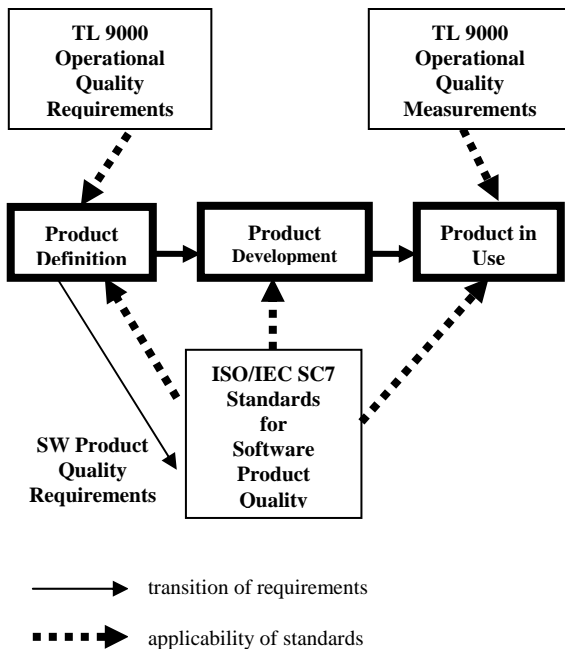 TL 9000
Operational
Quality
Requirements
TL 9000
Operational
Quality
Measurements
Product
Definition
Product
Development
Product in
Use
ISO/IEC SC7
Standards
for
Software
Product
Quality
SW Product
Quality
Requirements
transition of requirements
applicability of standards